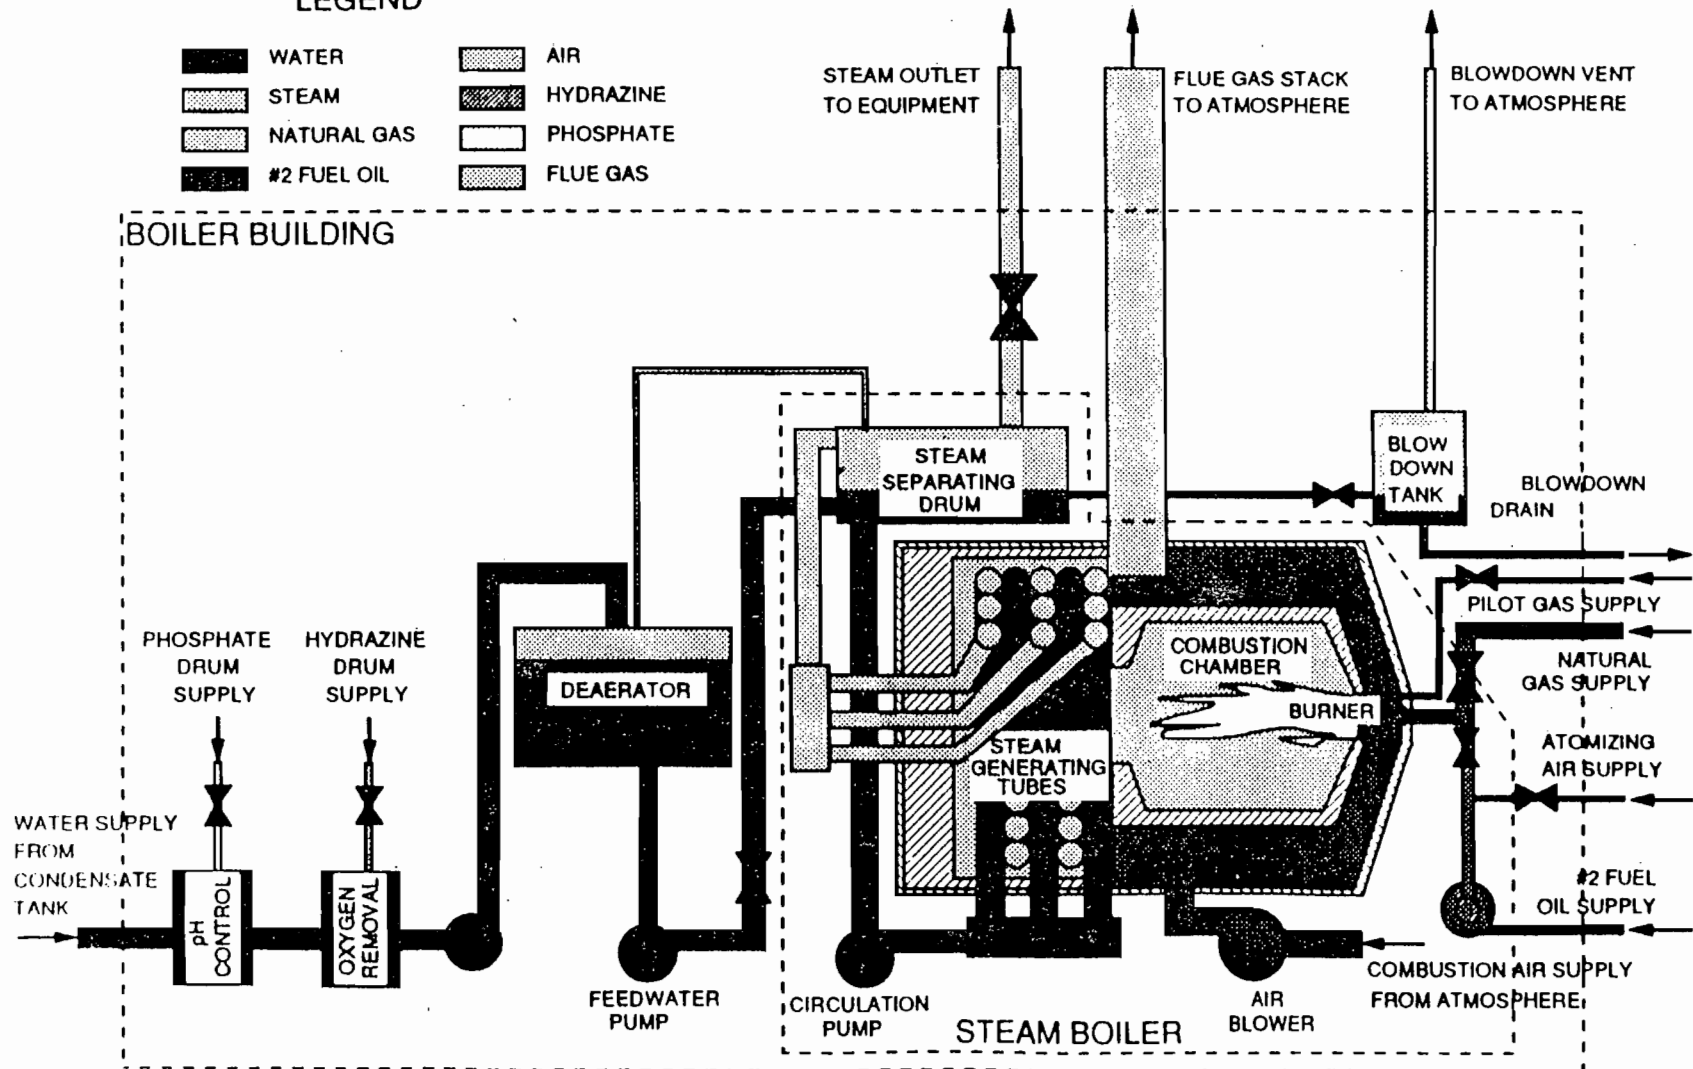 LEGEND
WATER
STEAM
NATURAL GAS
#2 FUEL OIL
AIR
HYDRAZINE
PHOSPHATE
FLUE GAS
STEAM OUTLET
TO EQUIPMENT
FLUE GAS STACK
TO ATMOSPHERE
BLOWDOWN VENT
TO ATMOSPHERE
BOILER BUILDING
STEAM
SEPARATING
DRUM
BLOW
DOWN
TANK
BLOWDOWN
DRAIN
PILOT GAS SUPPLY
NATURAL
GAS SUPPLY
COMBUSTION
CHAMBER
BURNER
ATOMIZING
AIR SUPPLY
#2 FUEL
OIL SUPPLY
PHOSPHATE
DRUM
SUPPLY
HYDRAZINE
DRUM
SUPPLY
DEAERATOR
STEAM
GENERATING
TUBES
WATER SUPPLY
FROM
CONDENSATE
TANK
pH
CONTROL
OXYGEN
REMOVAL
FEEDWATER
PUMP
CIRCULATION
PUMP
STEAM BOILER
AIR
BLOWER
COMBUSTION AIR SUPPLY
FROM ATMOSPHERE